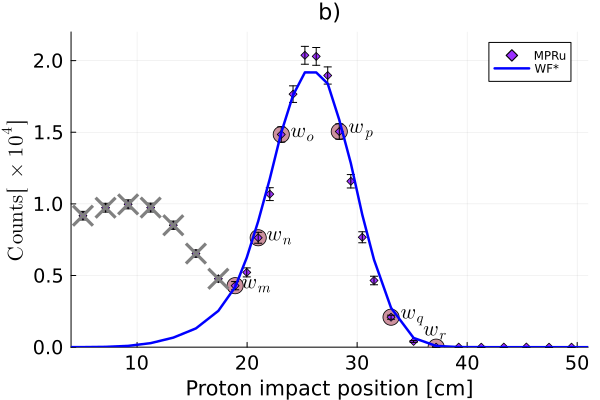 b)
MPRu
WF*
Counts[ × 10⁴]
2.0
1.5
1.0
0.5
0.0
w_o
w_p
w_n
w_m
w_q
w_r
10
20
30
40
50
Proton impact position [cm]